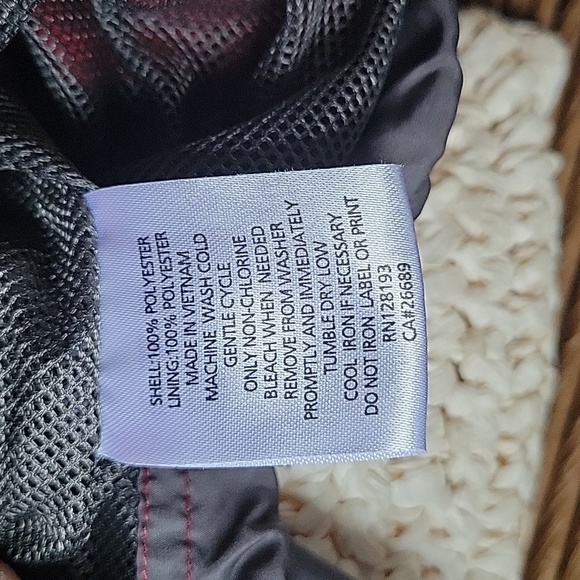 SHELL:100% POLYESTER
LINING:100% POLYESTER
MADE IN VIETNAM
MACHINE WASH COLD
GENTLE CYCLE
ONLY NON-CHLORINE
BLEACH WHEN NEEDED
REMOVE FROM WASHER
PROMPTLY AND IMMEDIATELY
TUMBLE DRY LOW
COOL IRON IF NECESSARY
DO NOT IRON LABEL OR PRINT
RN128193
CA#26689